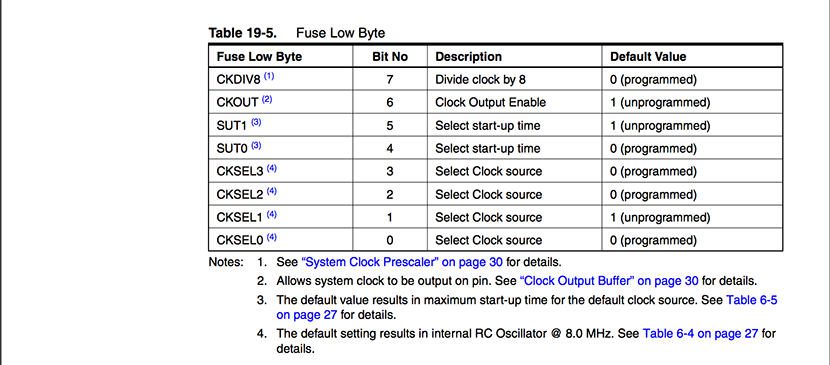 Table 19-5. Fuse Low Byte
Fuse Low Byte Bit No Description Default Value
CKDIV8 (1) 7 Divide clock by 8 0 (programmed)
CKOUT (2) 6 Clock Output Enable 1 (unprogrammed)
SUT1 (3) 5 Select start-up time 1 (unprogrammed)
SUT0 (3) 4 Select start-up time 0 (programmed)
CKSEL3 (4) 3 Select Clock source 0 (programmed)
CKSEL2 (4) 2 Select Clock source 0 (programmed)
CKSEL1 (4) 1 Select Clock source 1 (unprogrammed)
CKSEL0 (4) 0 Select Clock source 0 (programmed)
Notes: 1. See “System Clock Prescaler” on page 30 for details.
2. Allows system clock to be output on pin. See “Clock Output Buffer” on page 30 for details.
3. The default value results in maximum start-up time for the default clock source. See Table 6-5
on page 27 for details.
4. The default setting results in internal RC Oscillator @ 8.0 MHz. See Table 6-4 on page 27 for
details.